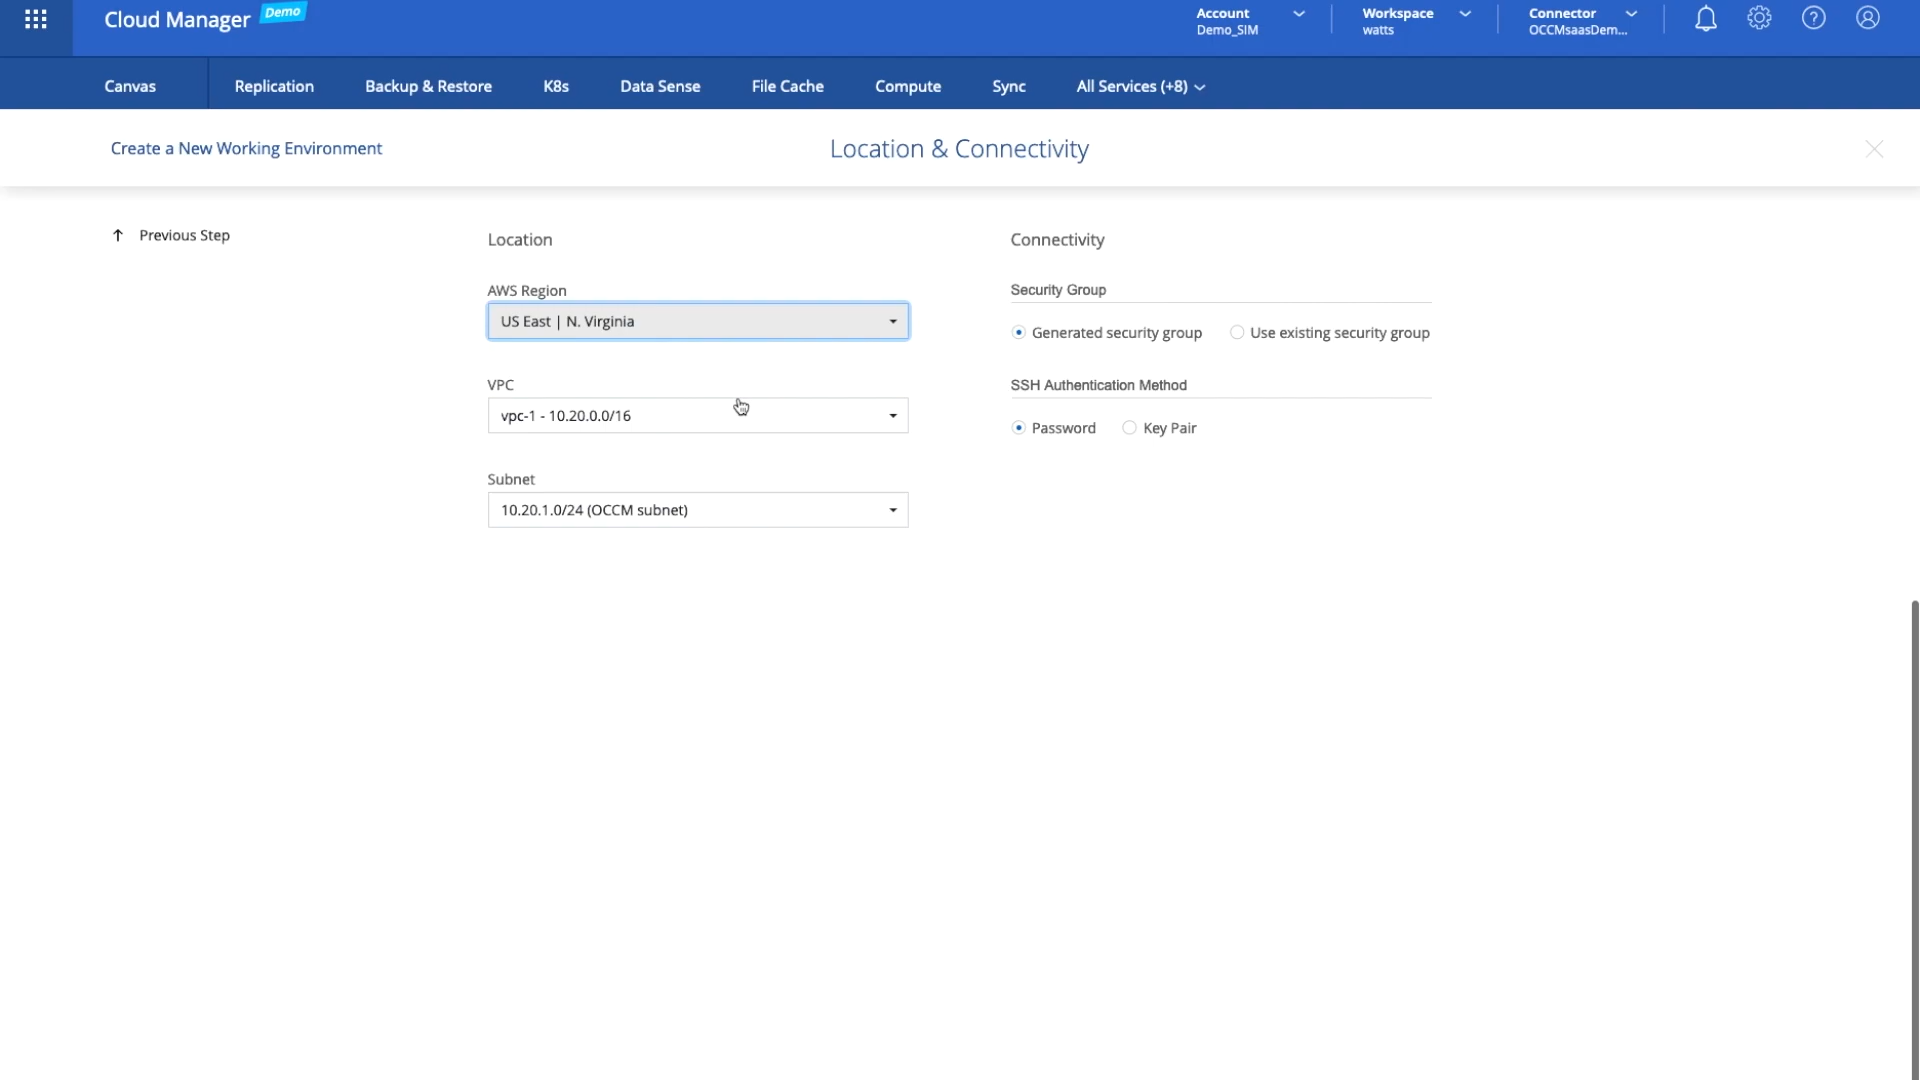 Cloud Manager Demo
Account
Demo_SIM
Workspace
watts
Connector
OCCMsaasDem...
Canvas
Replication
Backup & Restore
K8s
Data Sense
File Cache
Compute
Sync
All Services (+8)
Create a New Working Environment
Location & Connectivity
Previous Step
Location
AWS Region
US East | N. Virginia
VPC
vpc-1 - 10.20.0.0/16
Subnet
10.20.1.0/24 (OCCM subnet)
Connectivity
Security Group
Generated security group
Use existing security group
SSH Authentication Method
Password
Key Pair